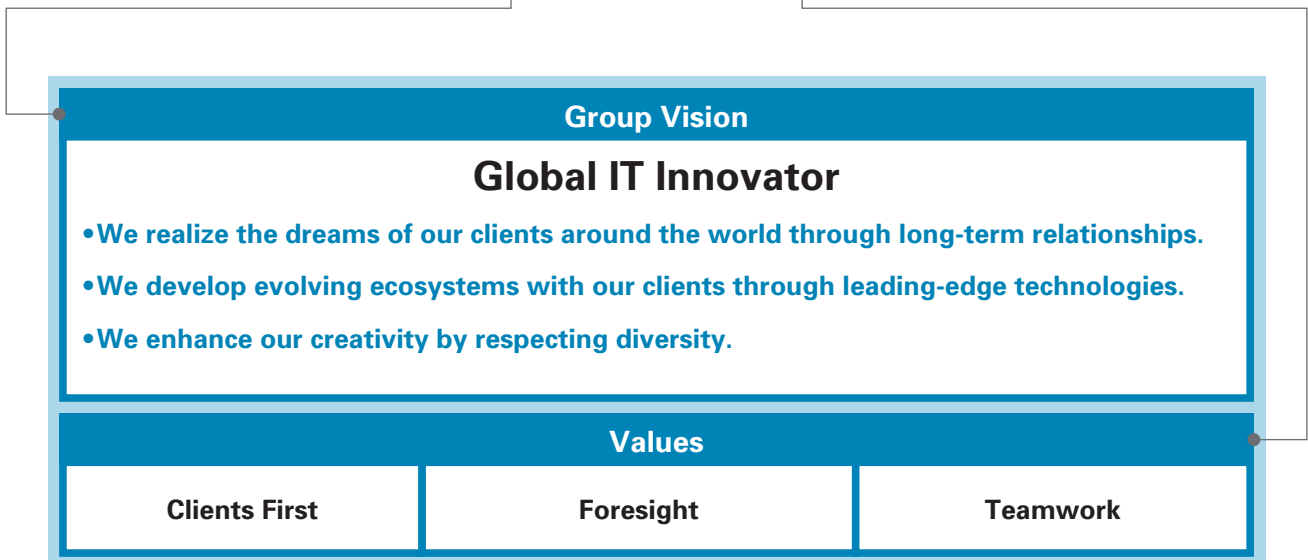 Group Vision
Global IT Innovator
•We realize the dreams of our clients around the world through long-term relationships.
•We develop evolving ecosystems with our clients through leading-edge technologies.
•We enhance our creativity by respecting diversity.
Values
Clients First
Foresight
Teamwork